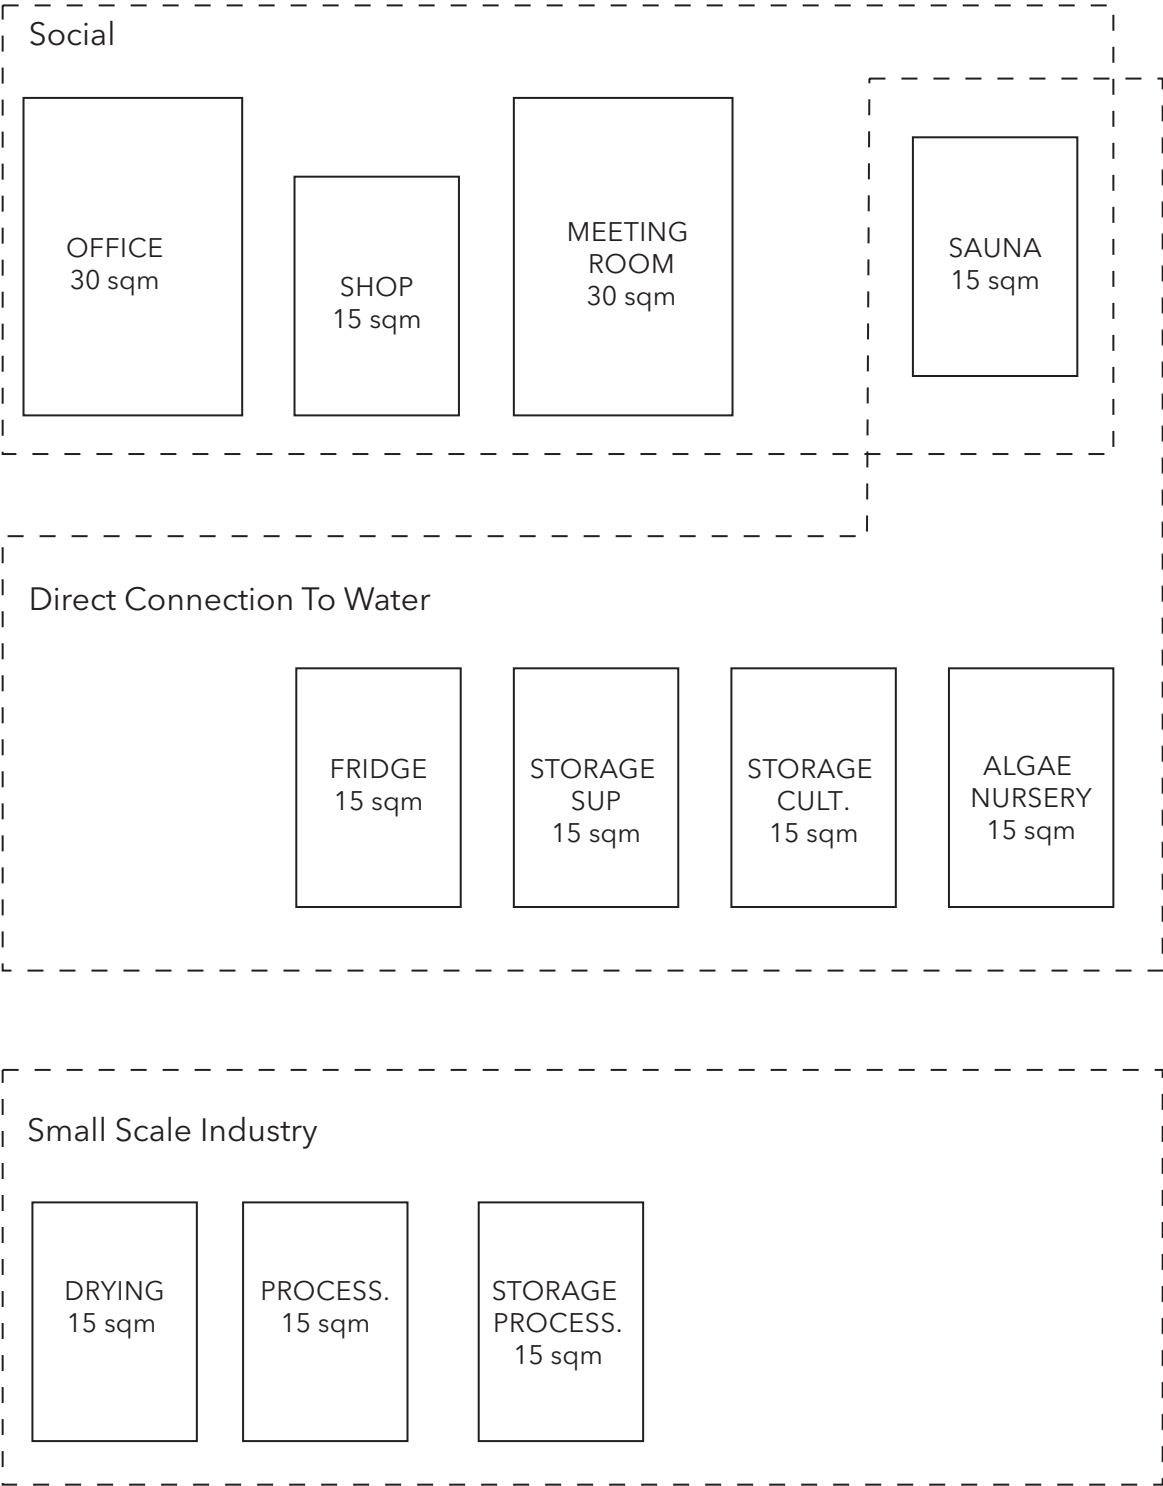 Social
OFFICE
30 sqm
SHOP
15 sqm
MEETING
ROOM
30 sqm
SAUNA
15 sqm
Direct Connection To Water
FRIDGE
15 sqm
STORAGE
SUP
15 sqm
STORAGE
CULT.
15 sqm
ALGAE
NURSERY
15 sqm
Small Scale Industry
DRYING
15 sqm
PROCESS.
15 sqm
STORAGE
PROCESS.
15 sqm